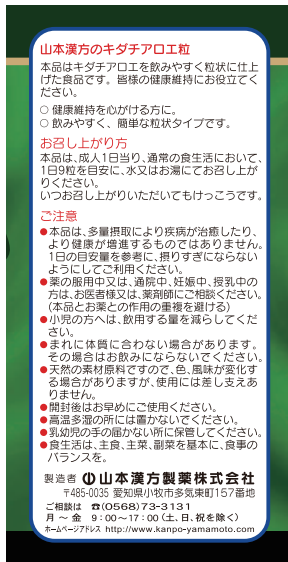 山本漢方のキダチアロエ粒
本品はキダチアロエを飲みやすく粒状に仕上
げた食品です。皆様の健康維持にお役立てく
ださい。
○ 健康維持を心がける方に。
○ 飲みやすく、簡単な粒状タイプです。
お召し上がり方
本品は、成人1日当り、通常の食生活において、
1日9粒を目安に、水又はお湯にてお召し上が
りください。
いつお召し上がりいただいてもけっこうです。
ご注意
●本品は、多量摂取により疾病が治癒したり、
より健康が増進するものではありません。
1日の目安量を参考に、摂りすぎにならない
ようにしてご利用ください。
●薬の服用中又は、通院中、妊娠中、授乳中の
方は、お医者様又は、薬剤師にご相談ください。
(本品とお薬との作用の重複を避ける)
●小児の方へは、飲用する量を減らしてくだ
さい。
●まれに体質に合わない場合があります。
その場合はお飲みにならないでください。
●天然の素材原料ですので、色、風味が変化す
る場合がありますが、使用には差し支えあ
りません。
●開封後はお早めにご使用ください。
●高温多湿の所には置かないでください。
●乳幼児の手の届かない所に保管してください。
●食生活は、主食、主菜、副菜を基本に、食事の
バランスを。
製造者 山本漢方製薬株式会社
〒485-0035 愛知県小牧市多気東町157番地
ご相談は ☎(0568)73-3131
月 〜 金 9:00〜17:00 (土、日、祝を除く)
ホームページアドレス http://www.kanpo-yamamoto.com